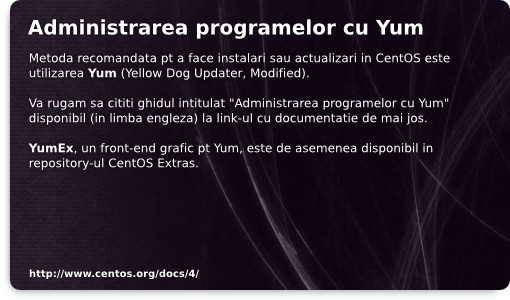 Administrarea programelor cu Yum
Metoda recomandata pt a face instalari sau actualizari in CentOS este
utilizarea Yum (Yellow Dog Updater, Modified).
Va rugam sa cititi ghidul intitulat "Administrarea programelor cu Yum"
disponibil (in limba engleza) la link-ul cu documentatie de mai jos.
YumEx, un front-end grafic pt Yum, este de asemenea disponibil in
repository-ul CentOS Extras.
http://www.centos.org/docs/4/